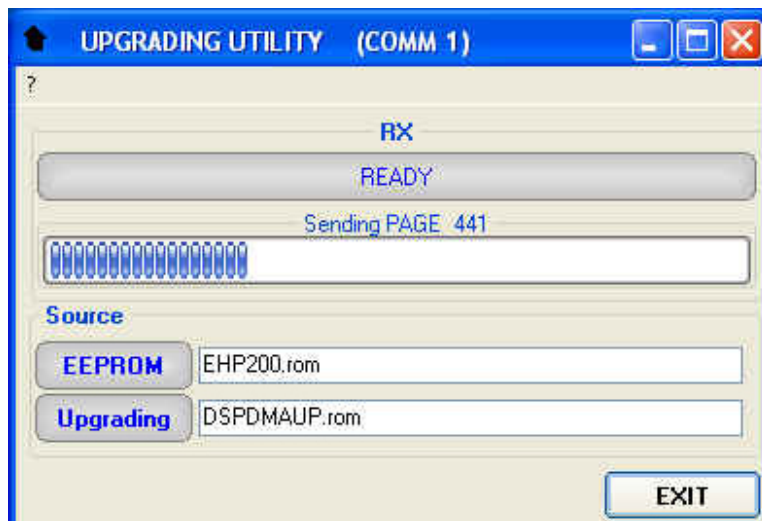 UPGRADING UTILITY (COMM 1)
?
RX
READY
Sending PAGE 441
Source
EEPROM EHP200.rom
Upgrading DSPDMAUP.rom
EXIT